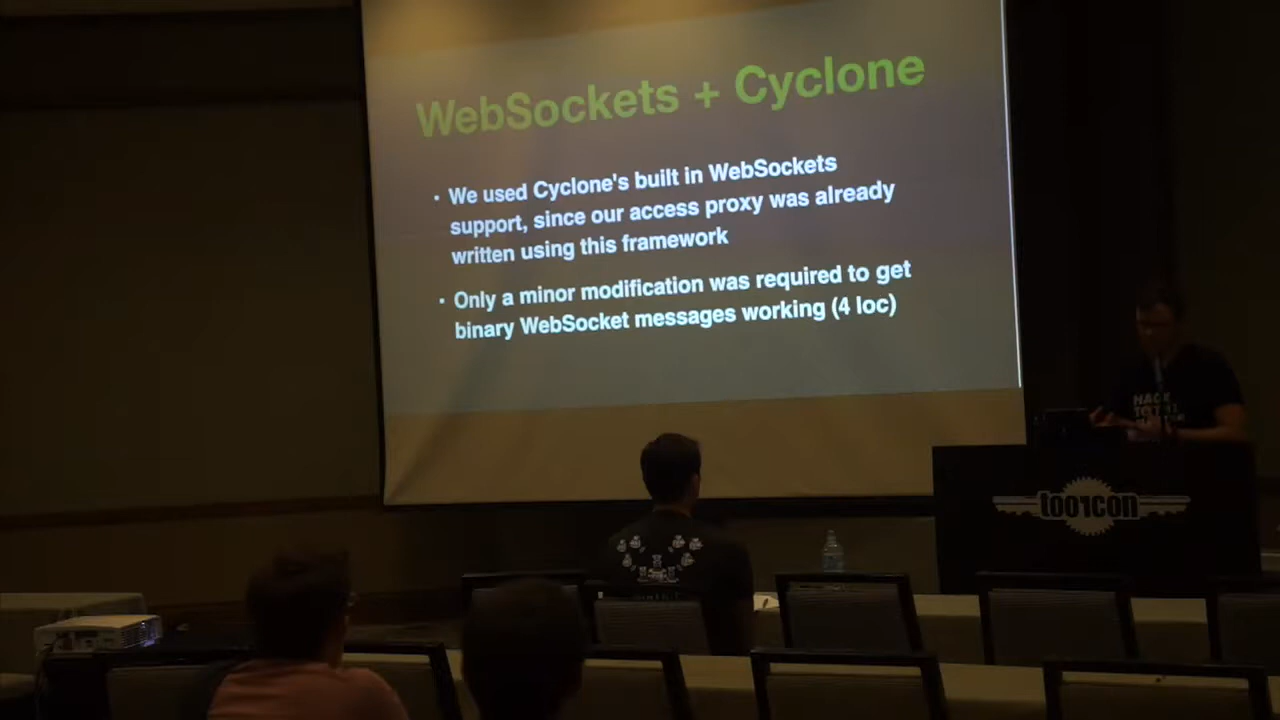 WebSockets + Cyclone
· We used Cyclone's built in WebSockets
support, since our access proxy was already
written using this framework
· Only a minor modification was required to get
binary WebSocket messages working (4 loc)
HACK
toorcon